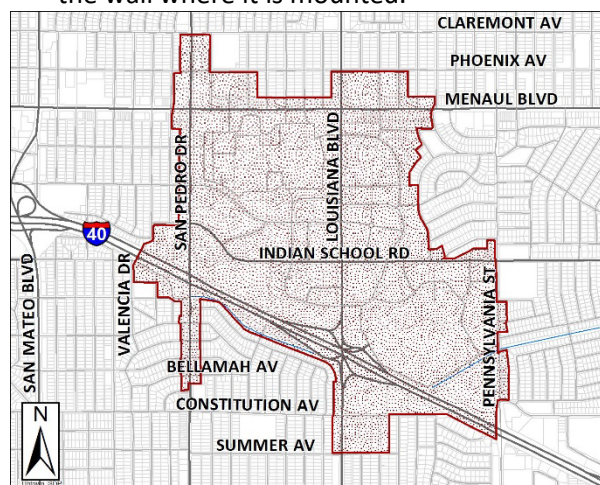 the wall where it is mounted.
CLAREMONT AV
PHOENIX AV
MENAUL BLVD
SAN PEDRO DR
LOUISIANA BLVD
40
INDIAN SCHOOL RD
SAN MATEO BLVD
VALENCIA DR
PENNSYLVANIA ST
BELLAMAH AV
CONSTITUTION AV
N
SUMMER AV